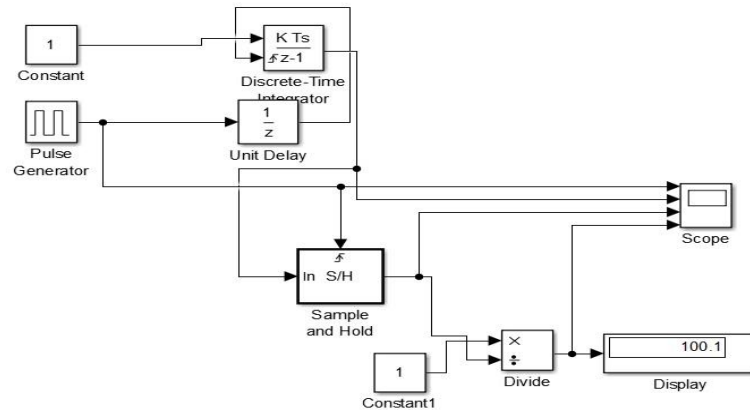 1
Constant
K Ts
z-1
Discrete-Time
Integrator
Pulse
Generator
1
z
Unit Delay
Scope
In S/H
Sample
and Hold
1
Constant1
×
÷
Divide
100.1
Display